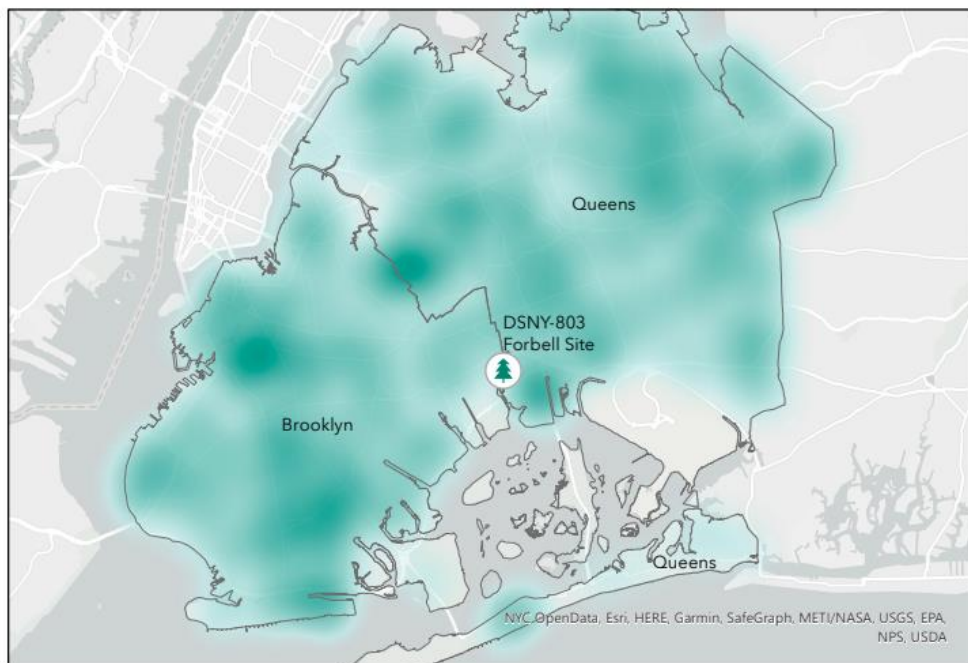 Queens
DSNY-803
Forbell Site
Brooklyn
Queens
NYC OpenData, Esri, HERE, Garmin, SafeGraph, METI/NASA, USGS, EPA,
NPS, USDA